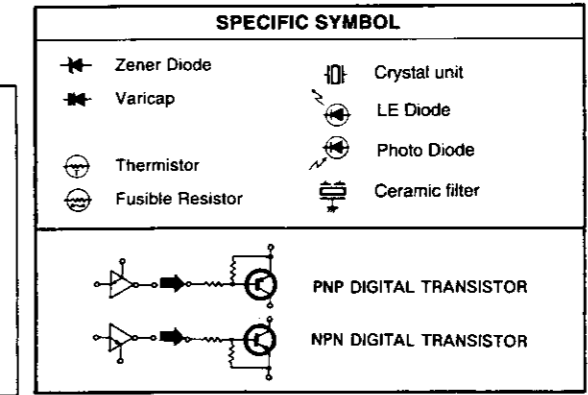 SPECIFIC SYMBOL
Zener Diode
Varicap
Thermistor
Fusible Resistor
Crystal unit
LE Diode
Photo Diode
Ceramic filter
PNP DIGITAL TRANSISTOR
NPN DIGITAL TRANSISTOR